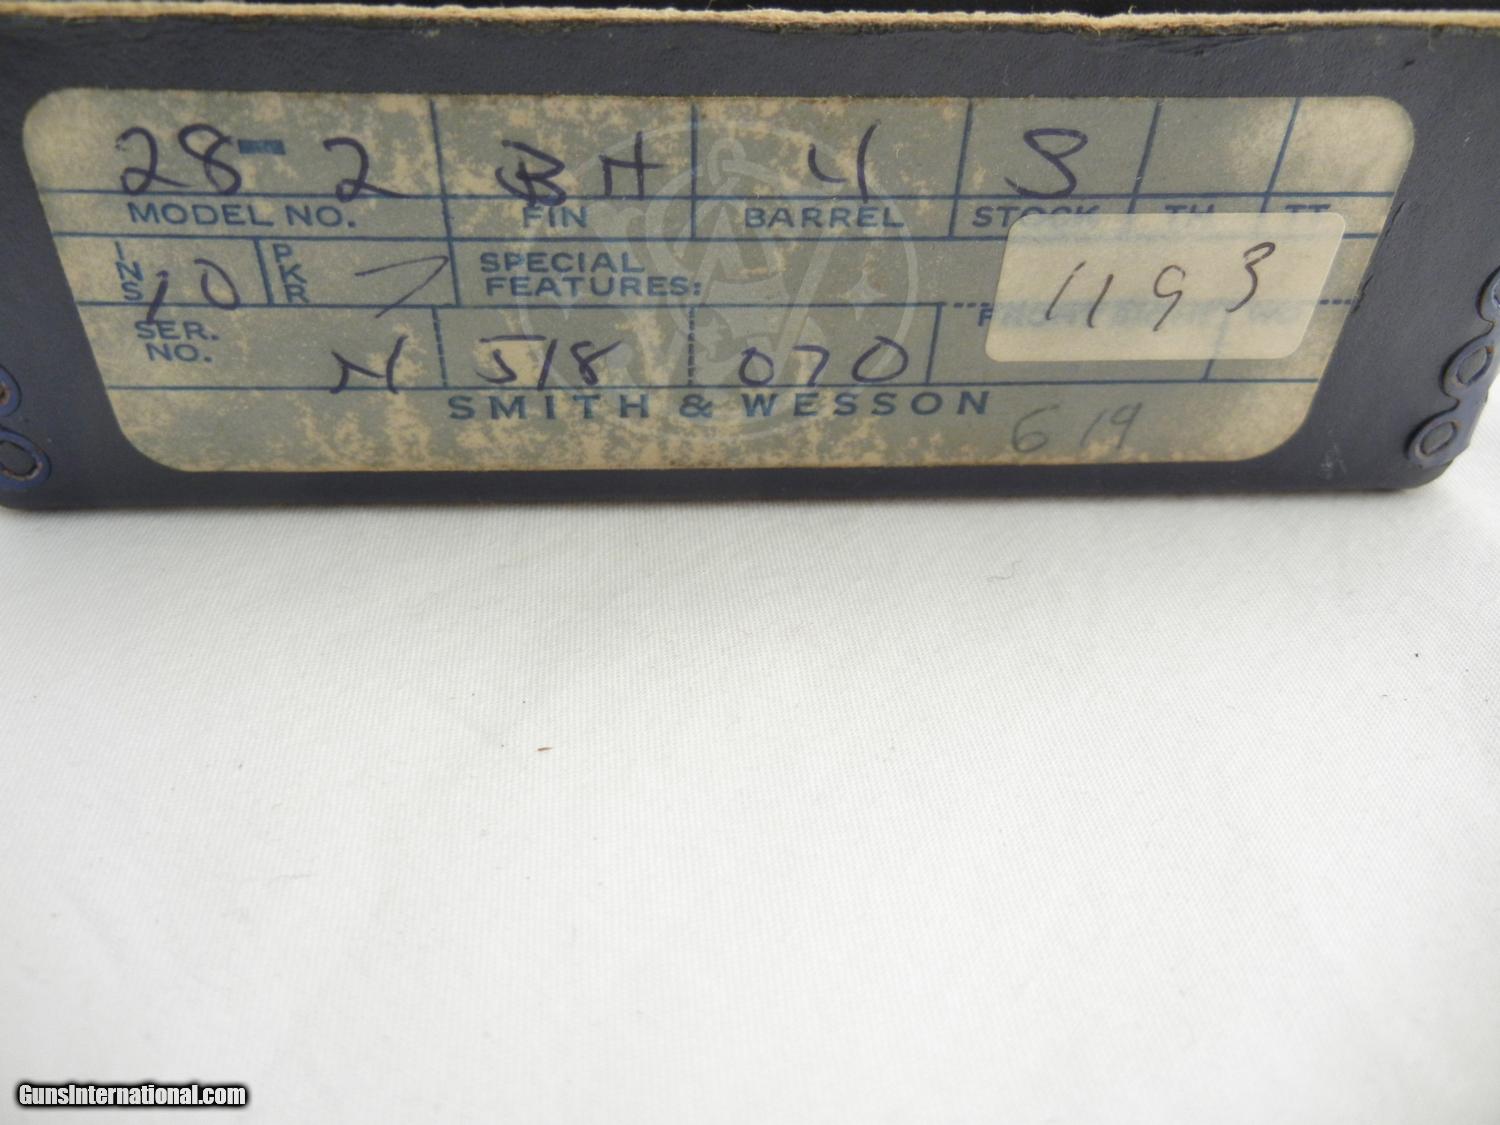 28-2 BH 4 S
MODEL NO. FIN BARREL STOCK TH TT
INS 10 PKR 7 SPECIAL FEATURES:
1193
SER. NO. N 518 070
SMITH & WESSON
619
GunsInternational.com